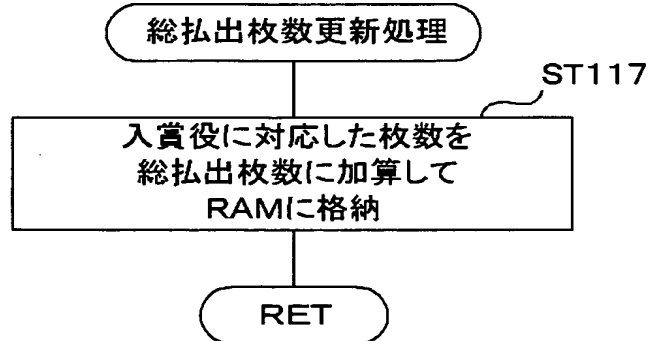 総払出枚数更新処理
ST117
入賞役に対応した枚数を
総払出枚数に加算して
RAMに格納
RET